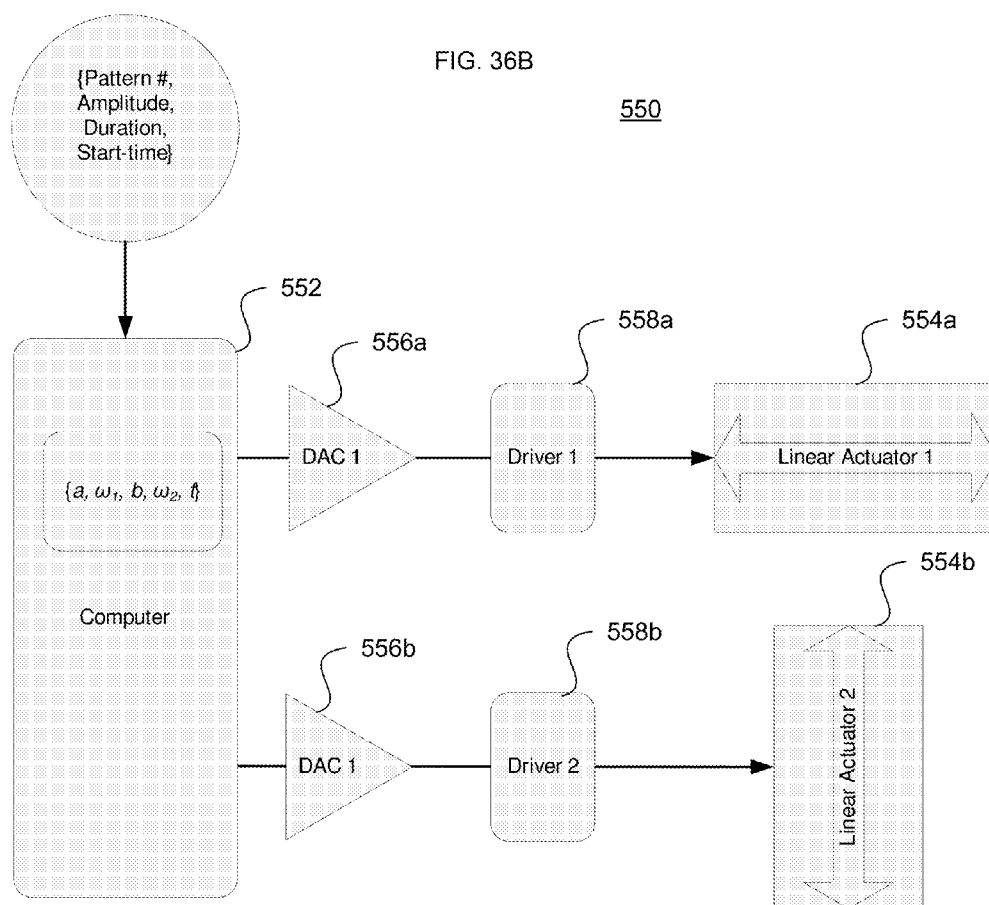 FIG. 36B
550
{Pattern #,
Amplitude,
Duration,
Start-time}
552
556a
558a
554a
DAC 1
Driver 1
Linear Actuator 1
{a, ω1, b, ω2, t}
Computer
556b
558b
554b
DAC 1
Driver 2
Linear Actuator 2